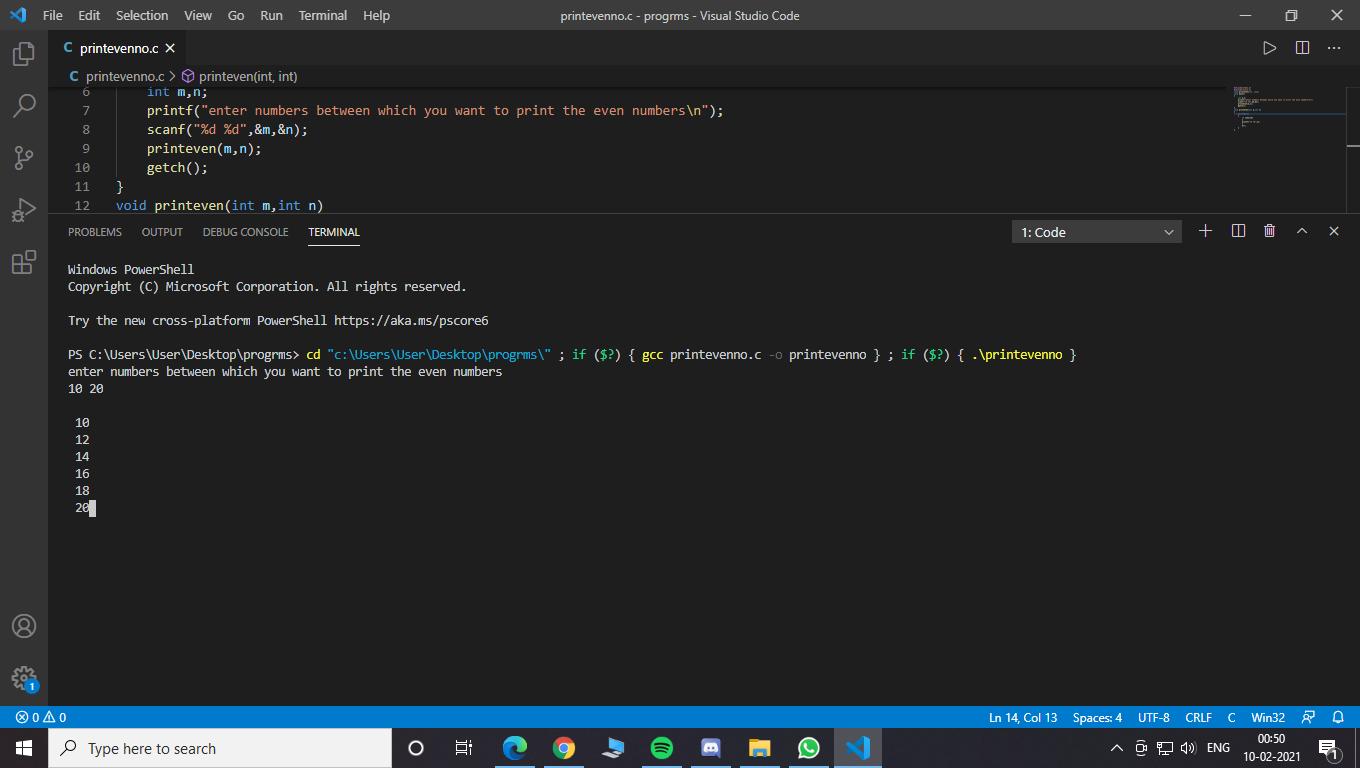 File Edit Selection View Go Run Terminal Help printevenno.c - progrms - Visual Studio Code
C printevenno.c
C printevenno.c > printeven(int, int)
6 int m,n;
7 printf("enter numbers between which you want to print the even numbers\n");
8 scanf("%d %d",&m,&n);
9 printeven(m,n);
10 getch();
11 }
12 void printeven(int m,int n)
PROBLEMS OUTPUT DEBUG CONSOLE TERMINAL 1: Code
Windows PowerShell
Copyright (C) Microsoft Corporation. All rights reserved.
Try the new cross-platform PowerShell https://aka.ms/pscore6
PS C:\Users\User\Desktop\progrms> cd "c:\Users\User\Desktop\progrms\" ; if ($?) { gcc printevenno.c -o printevenno } ; if ($?) { .\printevenno }
enter numbers between which you want to print the even numbers
10 20
10
12
14
16
18
20
1
0 0 Ln 14, Col 13 Spaces: 4 UTF-8 CRLF C Win32
Type here to search ENG 00:50
10-02-2021
1